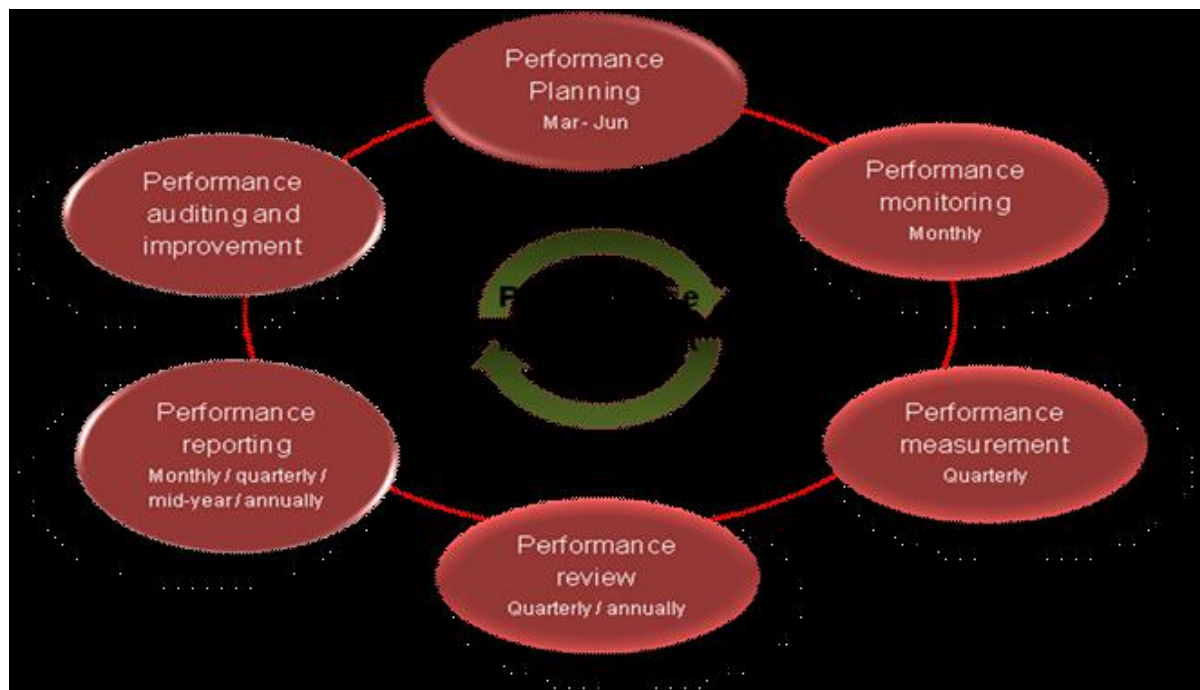 Performance
Planning
Mar- Jun
Performance
monitoring
Monthly
Performance
measurement
Quarterly
Performance
review
Quarterly / annually
Performance
reporting
Monthly / quarterly /
mid-year / annually
Performance
auditing and
improvement